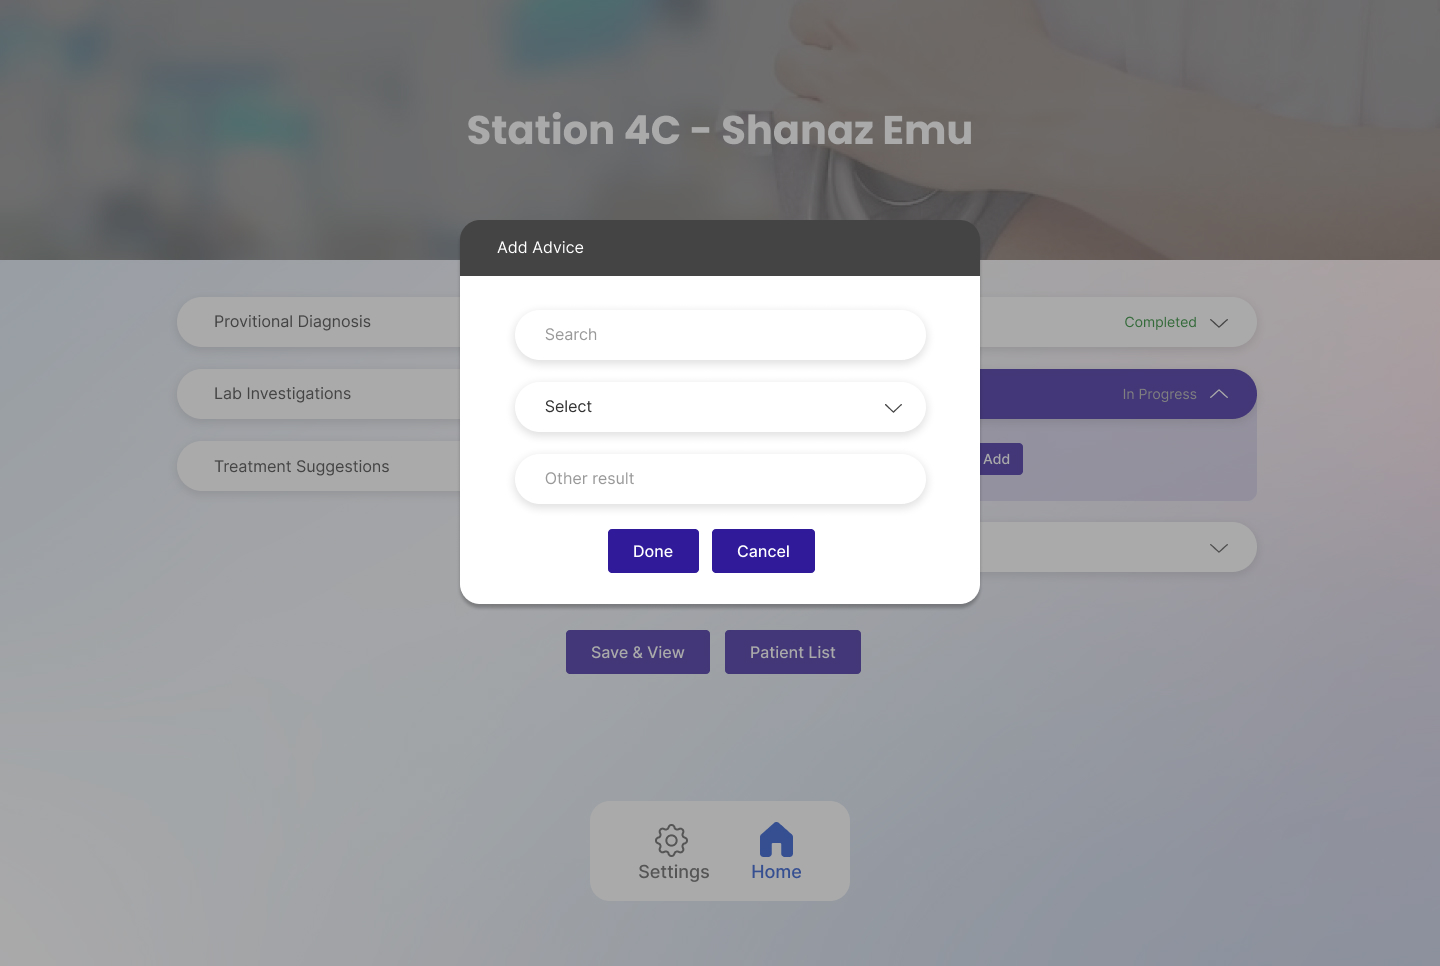 Station 4C - Shanaz Emu
Add Advice
Provitional Diagnosis
Completed
Search
Lab Investigations
In Progress
Select
Add
Treatment Suggestions
Other result
Done
Cancel
Save & View
Patient List
Settings
Home